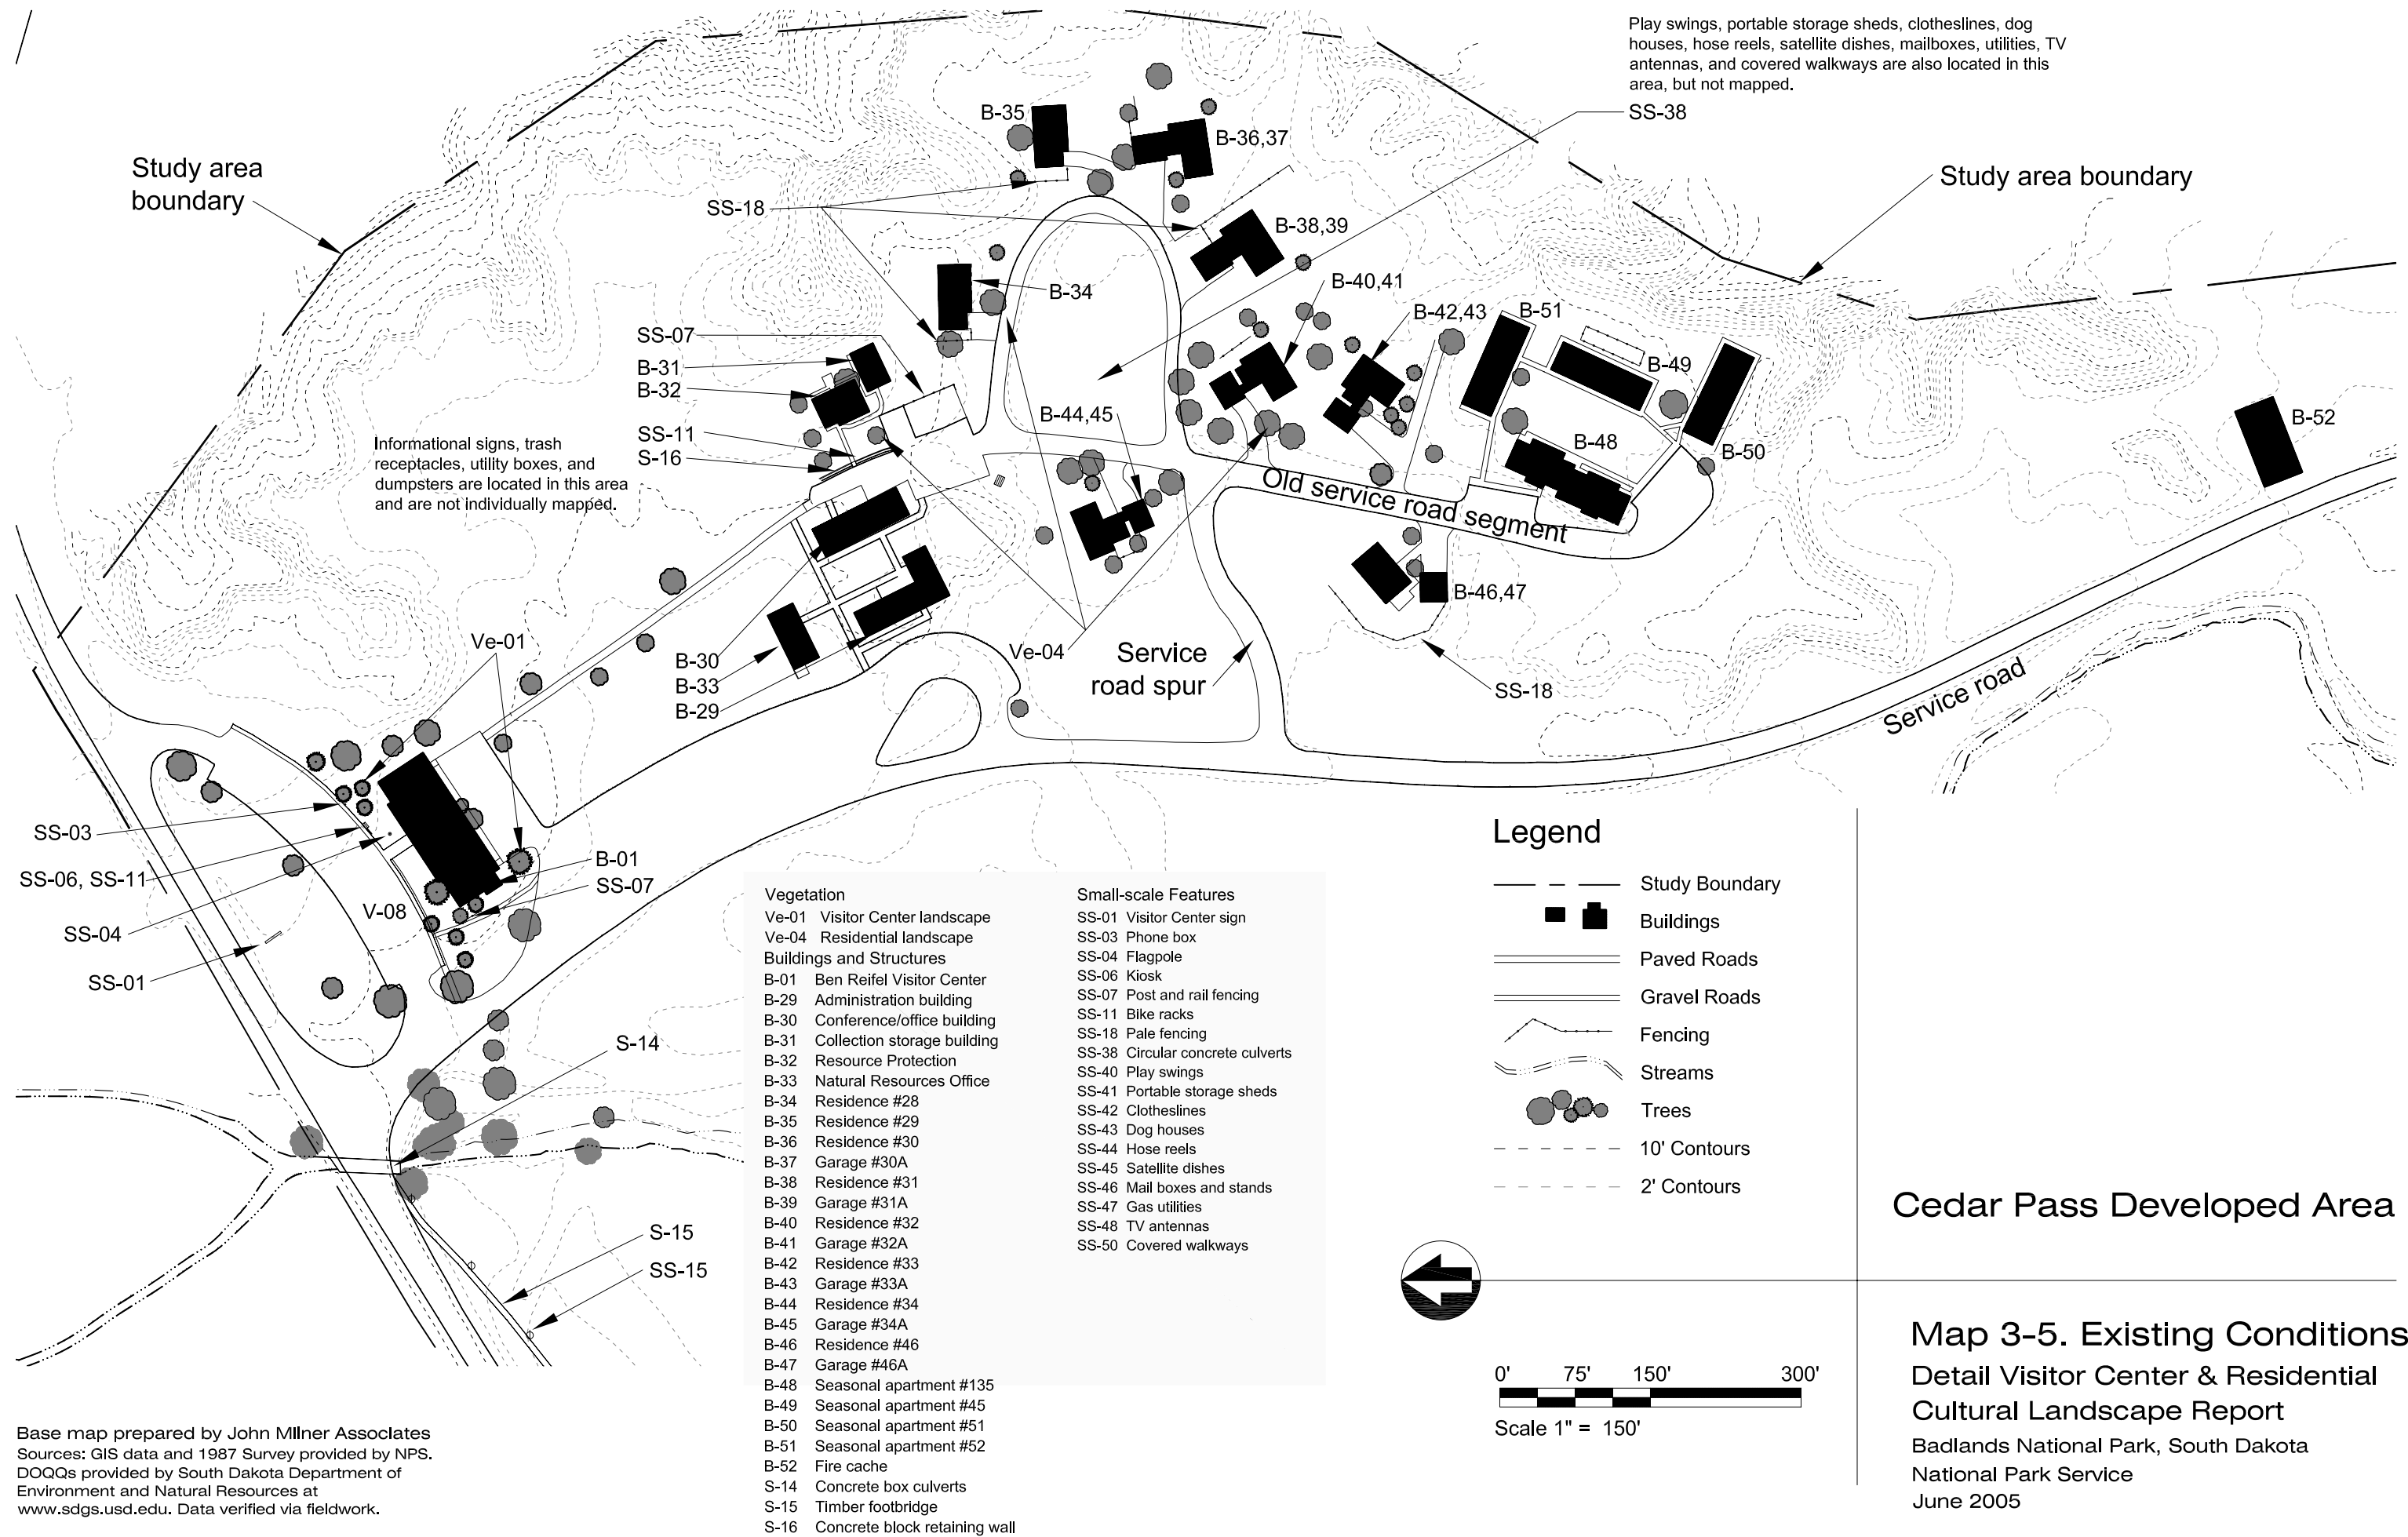 Play swings, portable storage sheds, clotheslines, dog
houses, hose reels, satellite dishes, mailboxes, utilities, TV
antennas, and covered walkways are also located in this
area, but not mapped.
SS-38
B-35
B-36,37
Study area
boundary
Study area boundary
SS-18
B-38,39
B-34
B-40,41
SS-07
B-42,43
B-51
B-31
B-49
B-32
B-44,45
B-52
SS-11
B-48
S-16
B-50
Informational signs, trash
receptacles, utility boxes, and
dumpsters are located in this area
and are not individually mapped.
Old service road segment
B-46,47
Ve-01
Ve-04
Service
road spur
B-30
B-33
B-29
SS-18
Service road
SS-03
SS-06, SS-11
B-01
SS-07
V-08
SS-04
SS-01
S-14
S-15
SS-15
Vegetation
Ve-01 Visitor Center landscape
Ve-04 Residential landscape
Buildings and Structures
B-01 Ben Reifel Visitor Center
B-29 Administration building
B-30 Conference/office building
B-31 Collection storage building
B-32 Resource Protection
B-33 Natural Resources Office
B-34 Residence #28
B-35 Residence #29
B-36 Residence #30
B-37 Garage #30A
B-38 Residence #31
B-39 Garage #31A
B-40 Residence #32
B-41 Garage #32A
B-42 Residence #33
B-43 Garage #33A
B-44 Residence #34
B-45 Garage #34A
B-46 Residence #46
B-47 Garage #46A
B-48 Seasonal apartment #135
B-49 Seasonal apartment #45
B-50 Seasonal apartment #51
B-51 Seasonal apartment #52
B-52 Fire cache
S-14 Concrete box culverts
S-15 Timber footbridge
S-16 Concrete block retaining wall
Small-scale Features
SS-01 Visitor Center sign
SS-03 Phone box
SS-04 Flagpole
SS-06 Kiosk
SS-07 Post and rail fencing
SS-11 Bike racks
SS-18 Pale fencing
SS-38 Circular concrete culverts
SS-40 Play swings
SS-41 Portable storage sheds
SS-42 Clotheslines
SS-43 Dog houses
SS-44 Hose reels
SS-45 Satellite dishes
SS-46 Mail boxes and stands
SS-47 Gas utilities
SS-48 TV antennas
SS-50 Covered walkways
Legend
Study Boundary
Buildings
Paved Roads
Gravel Roads
Fencing
Streams
Trees
10' Contours
2' Contours
0' 75' 150' 300'
Scale 1" = 150'
Cedar Pass Developed Area
Map 3-5. Existing Conditions
Detail Visitor Center & Residential
Cultural Landscape Report
Badlands National Park, South Dakota
National Park Service
June 2005
Base map prepared by John Milner Associates
Sources: GIS data and 1987 Survey provided by NPS.
DOQQs provided by South Dakota Department of
Environment and Natural Resources at
www.sdgs.usd.edu. Data verified via fieldwork.